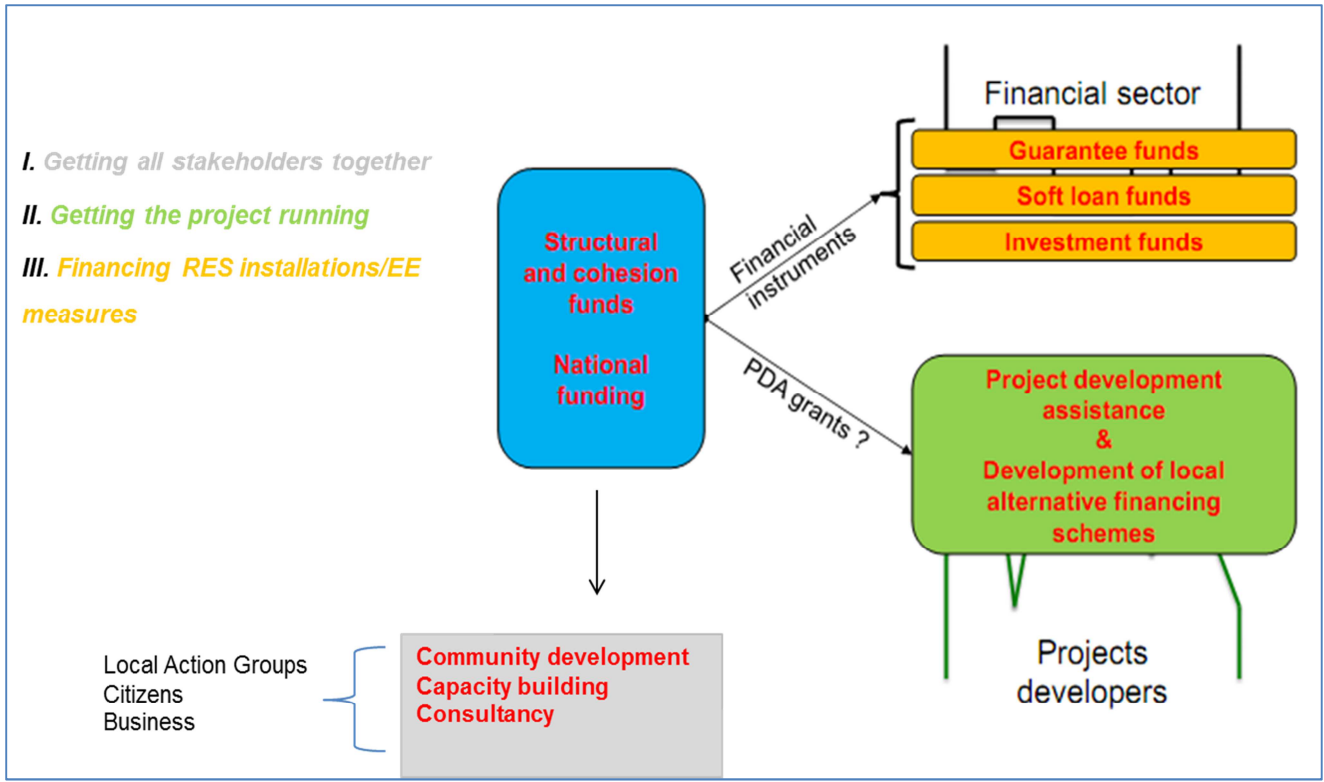 I. Getting all stakeholders together
II. Getting the project running
III. Financing RES installations/EE
measures
Structural
and cohesion
funds
National
funding
Financial
instruments
PDA grants ?
Financial sector
Guarantee funds
Soft loan funds
Investment funds
Project development
assistance
&
Development of local
alternative financing
schemes
Projects
developers
Local Action Groups
Citizens
Business
Community development
Capacity building
Consultancy